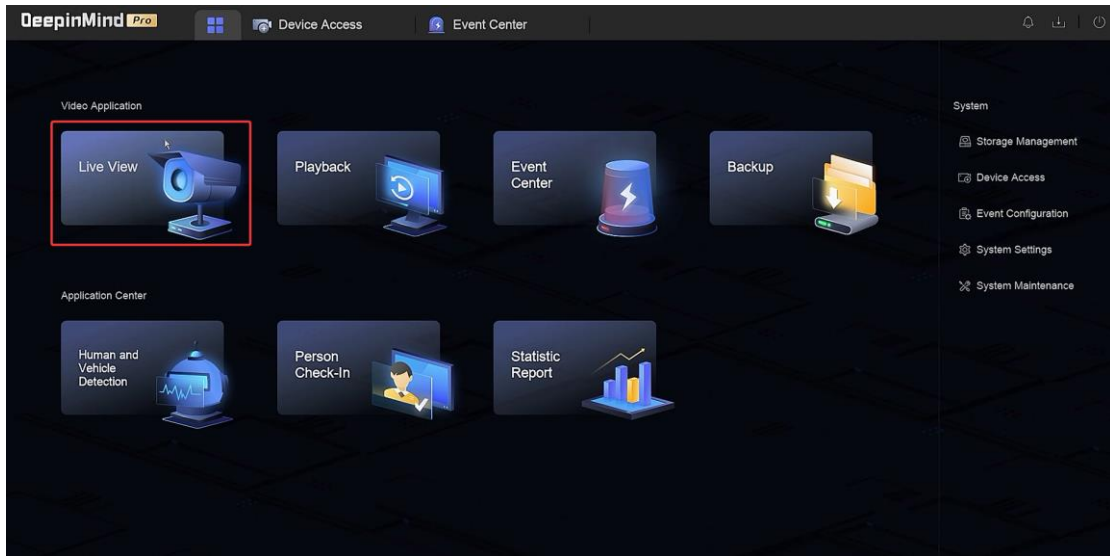 DeepinMind Pro
Device Access
Event Center
Video Application
Live View
Playback
Event
Center
Backup
Application Center
Human and
Vehicle
Detection
Person
Check-In
Statistic
Report
System
Storage Management
Device Access
Event Configuration
System Settings
System Maintenance